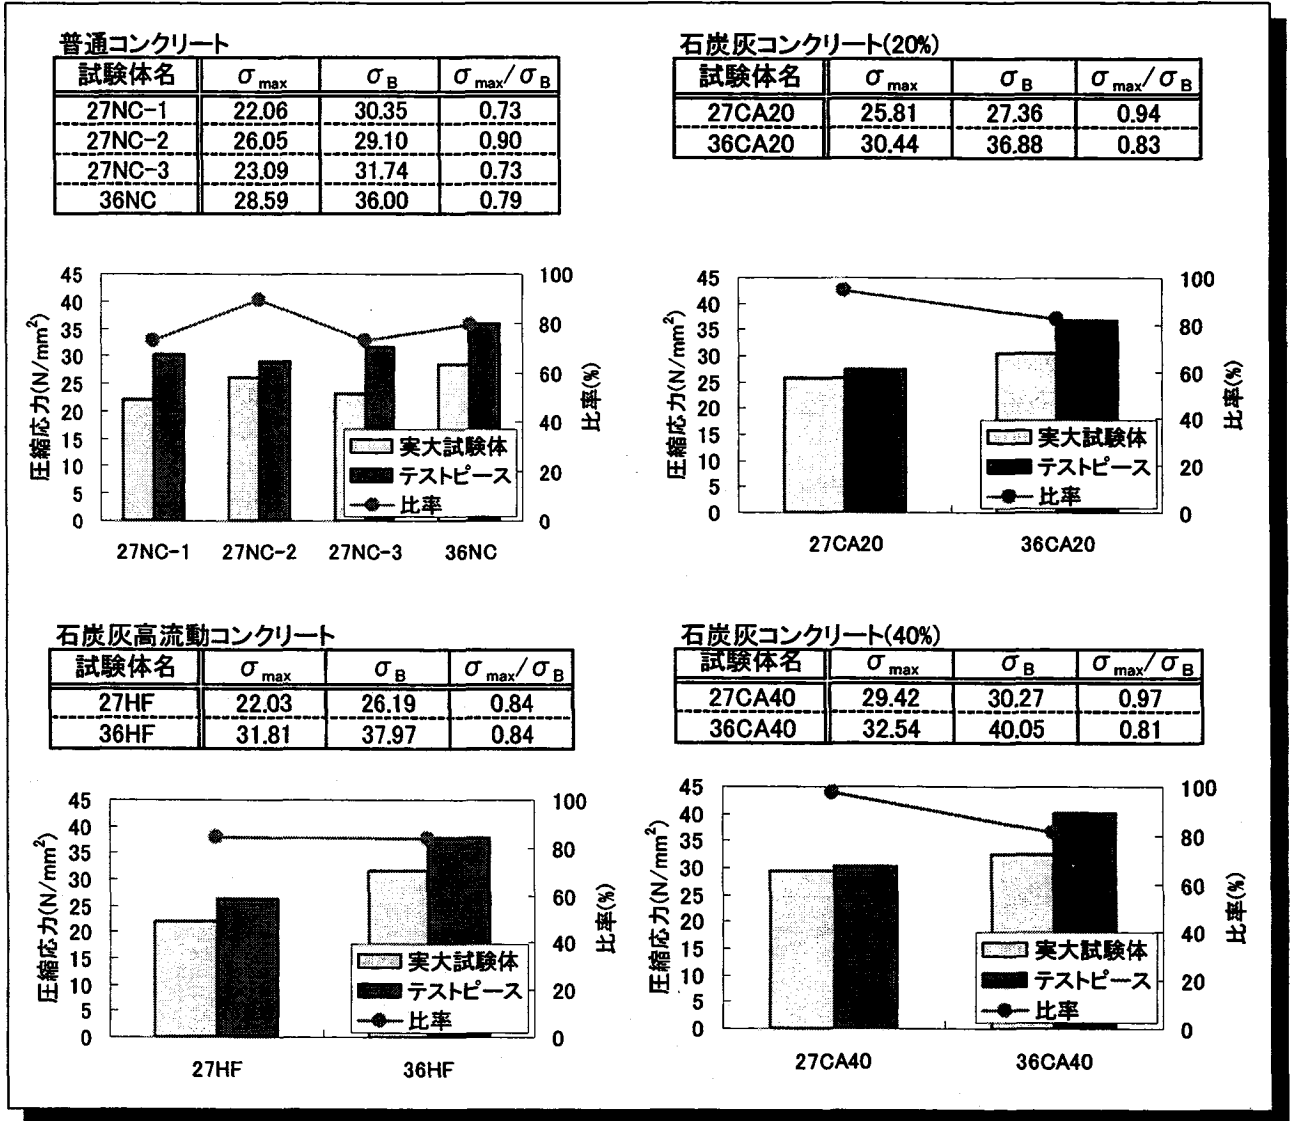 普通コンクリート
試験体名 σmax σB σmax/σB
27NC-1 22.06 30.35 0.73
27NC-2 26.05 29.10 0.90
27NC-3 23.09 31.74 0.73
36NC 28.59 36.00 0.79
圧縮応力(N/mm²)
45
40
35
30
25
20
15
10
5
0
100
80
60
40
20
0
比率(%)
実大試験体
テストピース
比率
27NC-1 27NC-2 27NC-3 36NC
石炭灰コンクリート(20%)
試験体名 σmax σB σmax/σB
27CA20 25.81 27.36 0.94
36CA20 30.44 36.88 0.83
圧縮応力(N/mm²)
45
40
35
30
25
20
15
10
5
0
100
80
60
40
20
0
比率(%)
実大試験体
テストピース
比率
27CA20 36CA20
石炭灰高流動コンクリート
試験体名 σmax σB σmax/σB
27HF 22.03 26.19 0.84
36HF 31.81 37.97 0.84
圧縮応力(N/mm²)
45
40
35
30
25
20
15
10
5
0
100
80
60
40
20
0
比率(%)
実大試験体
テストピース
比率
27HF 36HF
石炭灰コンクリート(40%)
試験体名 σmax σB σmax/σB
27CA40 29.42 30.27 0.97
36CA40 32.54 40.05 0.81
圧縮応力(N/mm²)
45
40
35
30
25
20
15
10
5
0
100
80
60
40
20
0
比率(%)
実大試験体
テストピース
比率
27CA40 36CA40